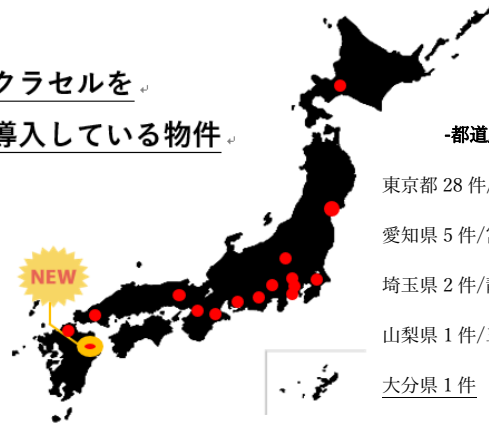 クラセルを
導入している物件
NEW
-都道
東京都 28 件/
愛知県 5 件/
埼玉県 2 件/
山梨県 1 件/
大分県 1 件